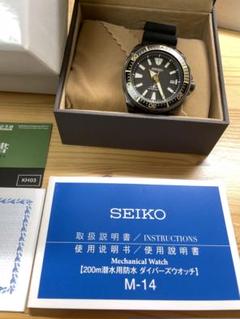 書
KH03
SEIKO
取扱説明書 / INSTRUCTIONS
使用说明书 / 使用說明書
Mechanical Watch
【200m潜水用防水 ダイバーズウオッチ】
M-14